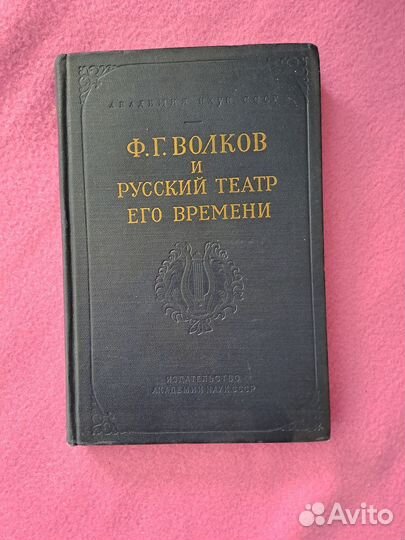 АКАДЕМИЯ НАУК СССР
Ф.Г. ВОЛКОВ
И
РУССКИЙ ТЕАТР
ЕГО ВРЕМЕНИ
ИЗДАТЕЛЬСТВО
АКАДЕМИИ НАУК СССР
Avito